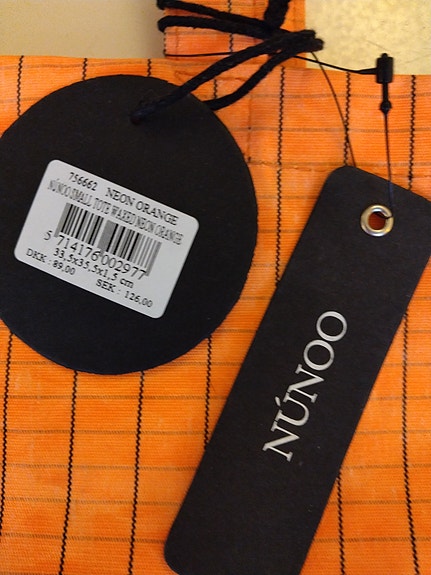 756662 NEON ORANGE
NÚNOO SMALL TOTE WAXED NEON ORANGE
5 714176 002977
33,5x35,5x1,5 cm
DKK : 89,00 SEK : 126,00
NÚNOO